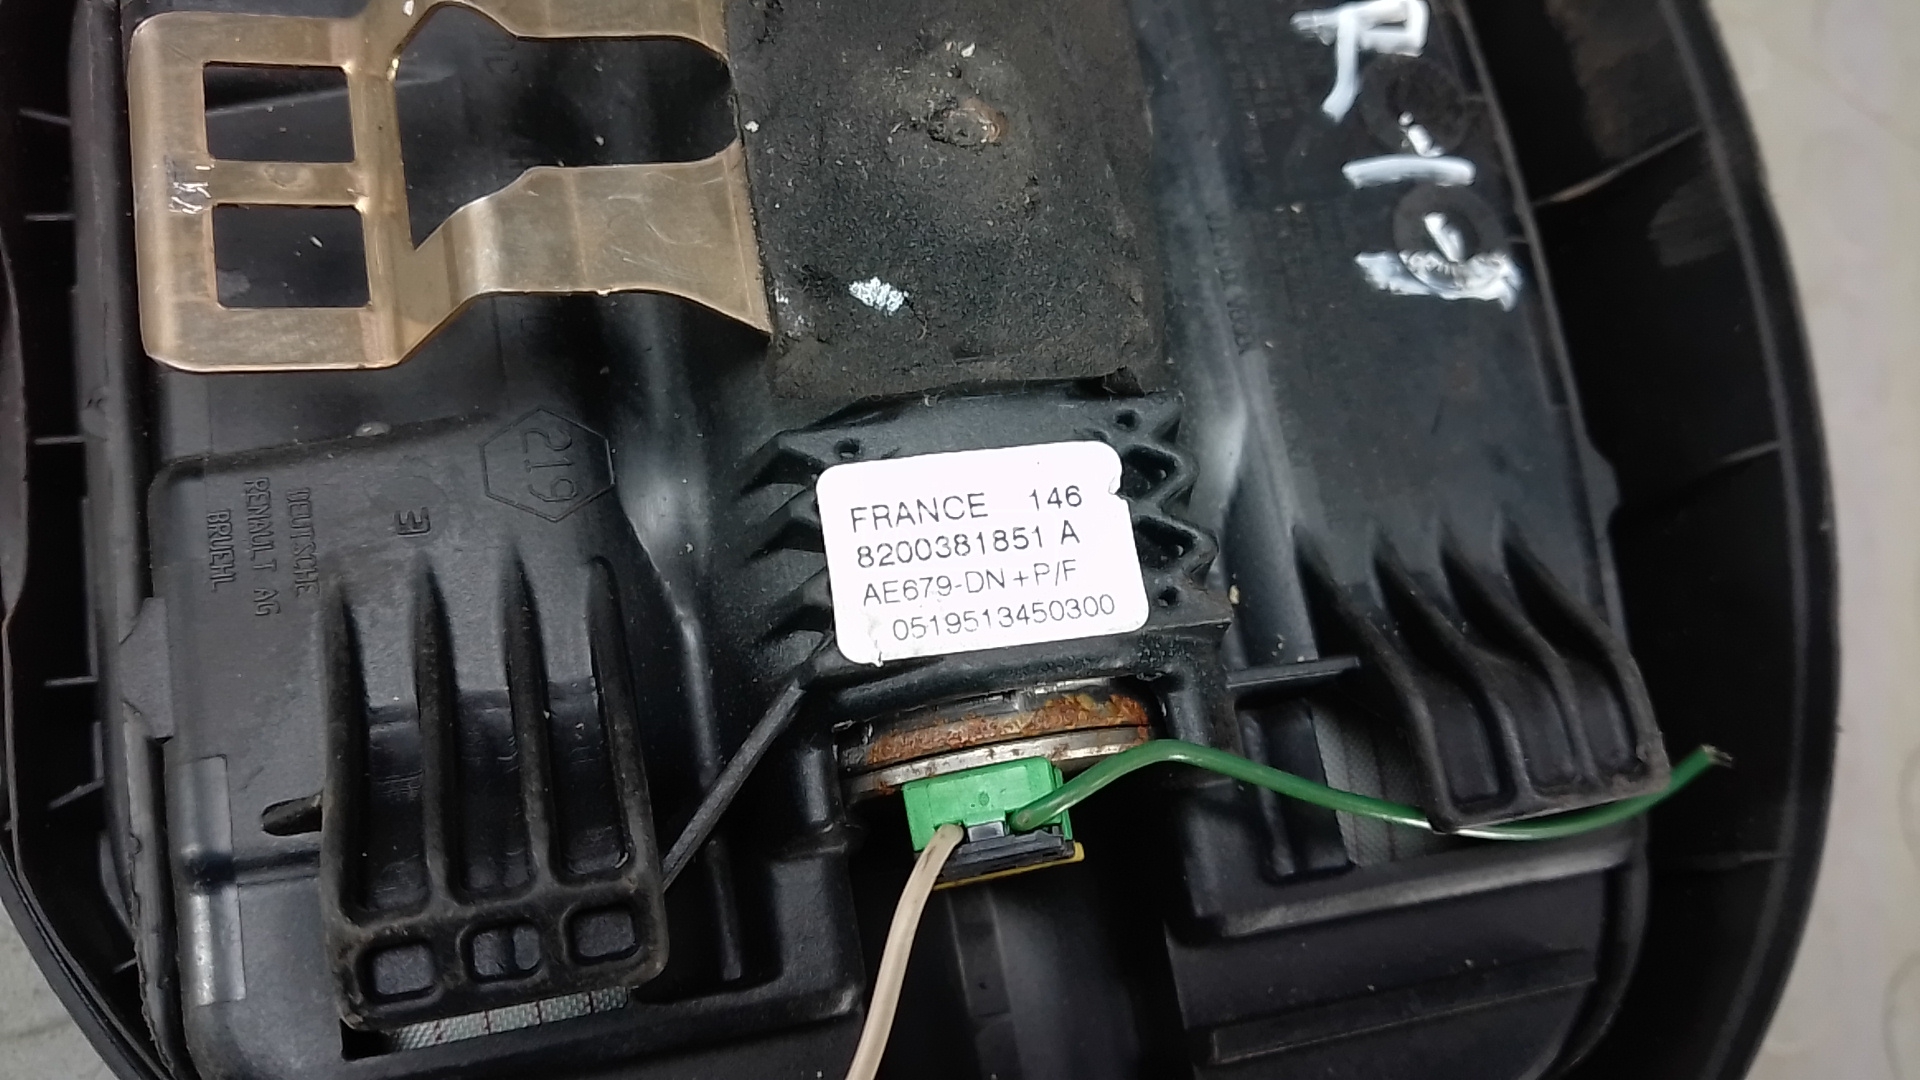 FRANCE 146
8200381851 A
AE679-DN+P/F
0519513450300
219
E
DEUTSCHE
RENAULT AG
BRUEHL